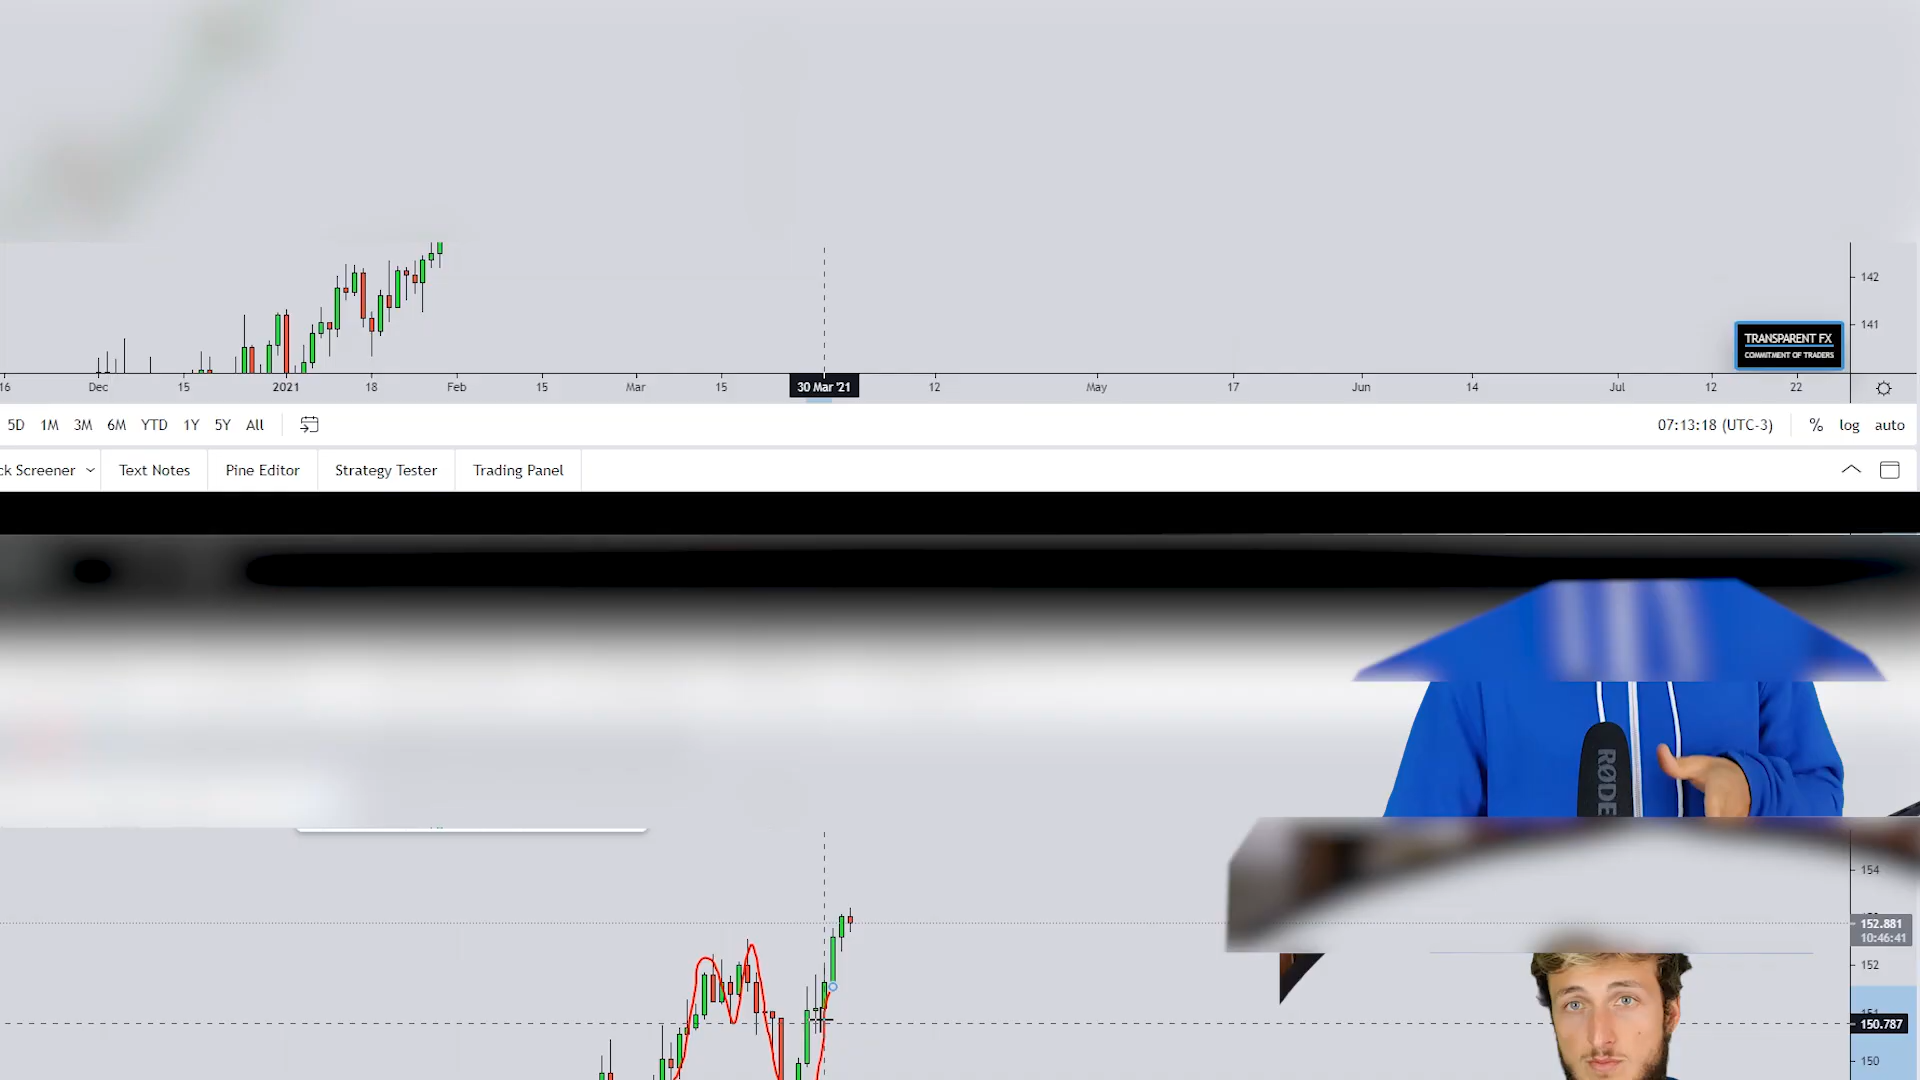 142
141
TRANSPARENT FX
COMMITMENT OF TRADERS
16 Dec 15 2021 18 Feb 15 Mar 15 30 Mar '21 12 May 17 Jun 14 Jul 12 22
5D 1M 3M 6M YTD 1Y 5Y All 07:13:18 (UTC-3) % log auto
ck Screener Text Notes Pine Editor Strategy Tester Trading Panel
RØDE
154
152.881
10:46:41
152
150.787
150